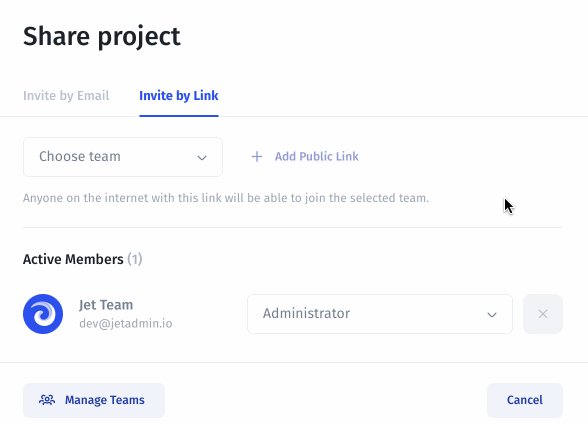 Share project
Invite by Email
Invite by Link
Choose team
Add Public Link
Anyone on the internet with this link will be able to join the selected team.
Active Members (1)
Jet Team
dev@jetadmin.io
Administrator
Manage Teams
Cancel